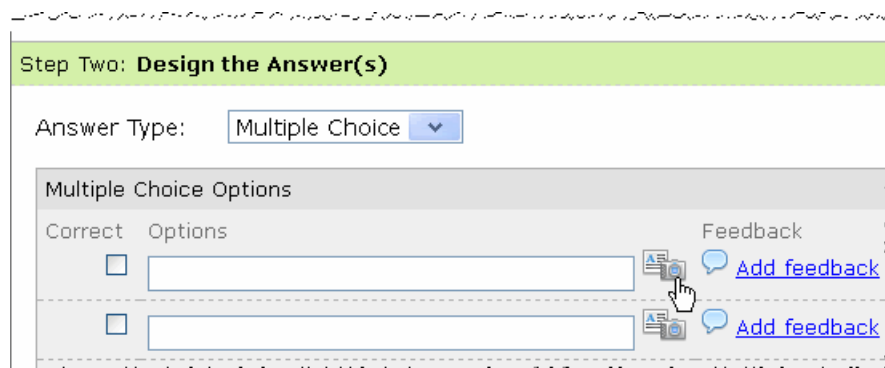 Step Two: Design the Answer(s)
Answer Type: Multiple Choice
Multiple Choice Options
Correct Options Feedback
Add feedback
Add feedback